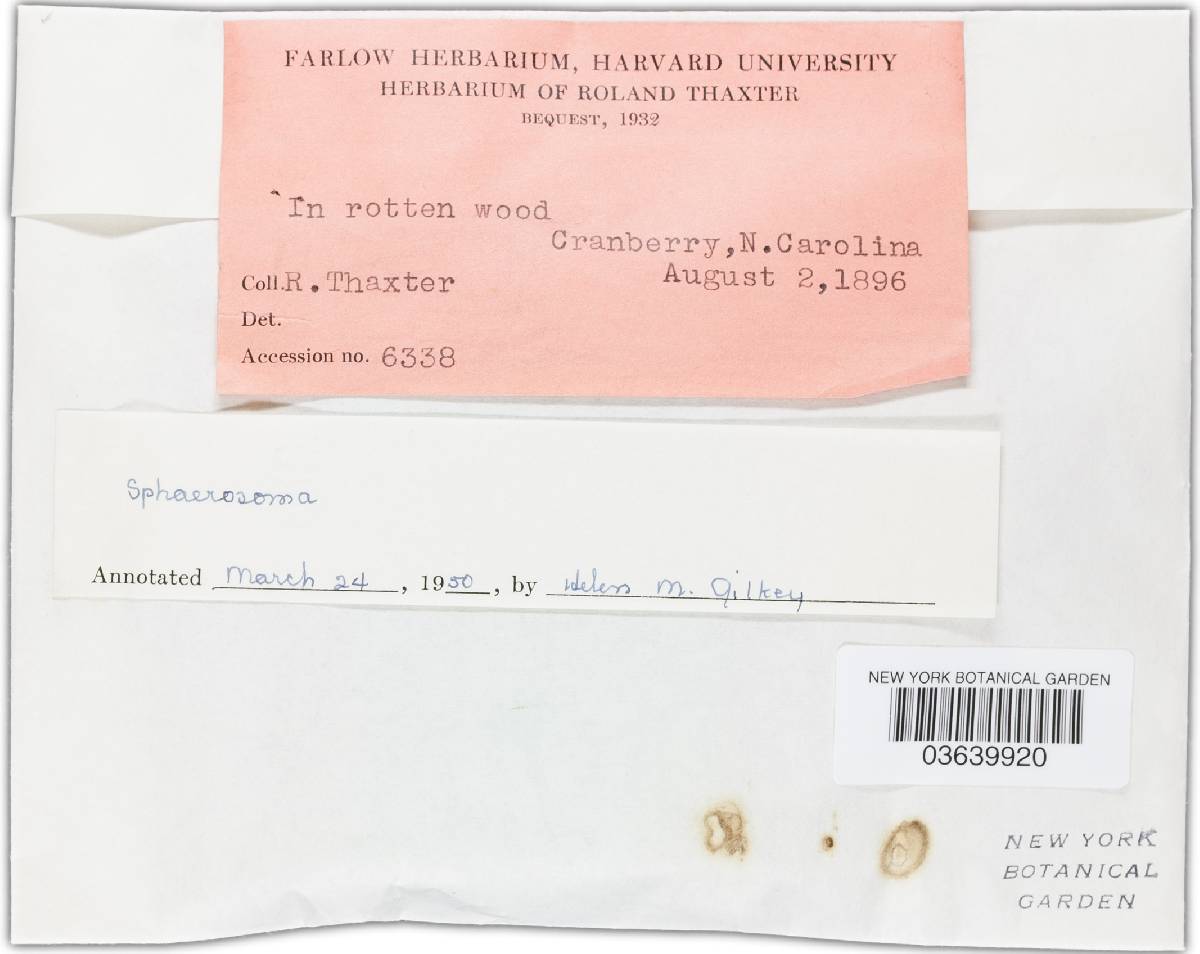 FARLOW HERBARIUM, HARVARD UNIVERSITY
HERBARIUM OF ROLAND THAXTER
BEQUEST, 1932
In rotten wood
Cranberry, N. Carolina
August 2, 1896
Coll. R. Thaxter
Det.
Accession no. 6338
Sphaerosoma
Annotated March 24, 1950, by Helen M. Gilkey
NEW YORK BOTANICAL GARDEN
03639920
NEW YORK
BOTANICAL
GARDEN